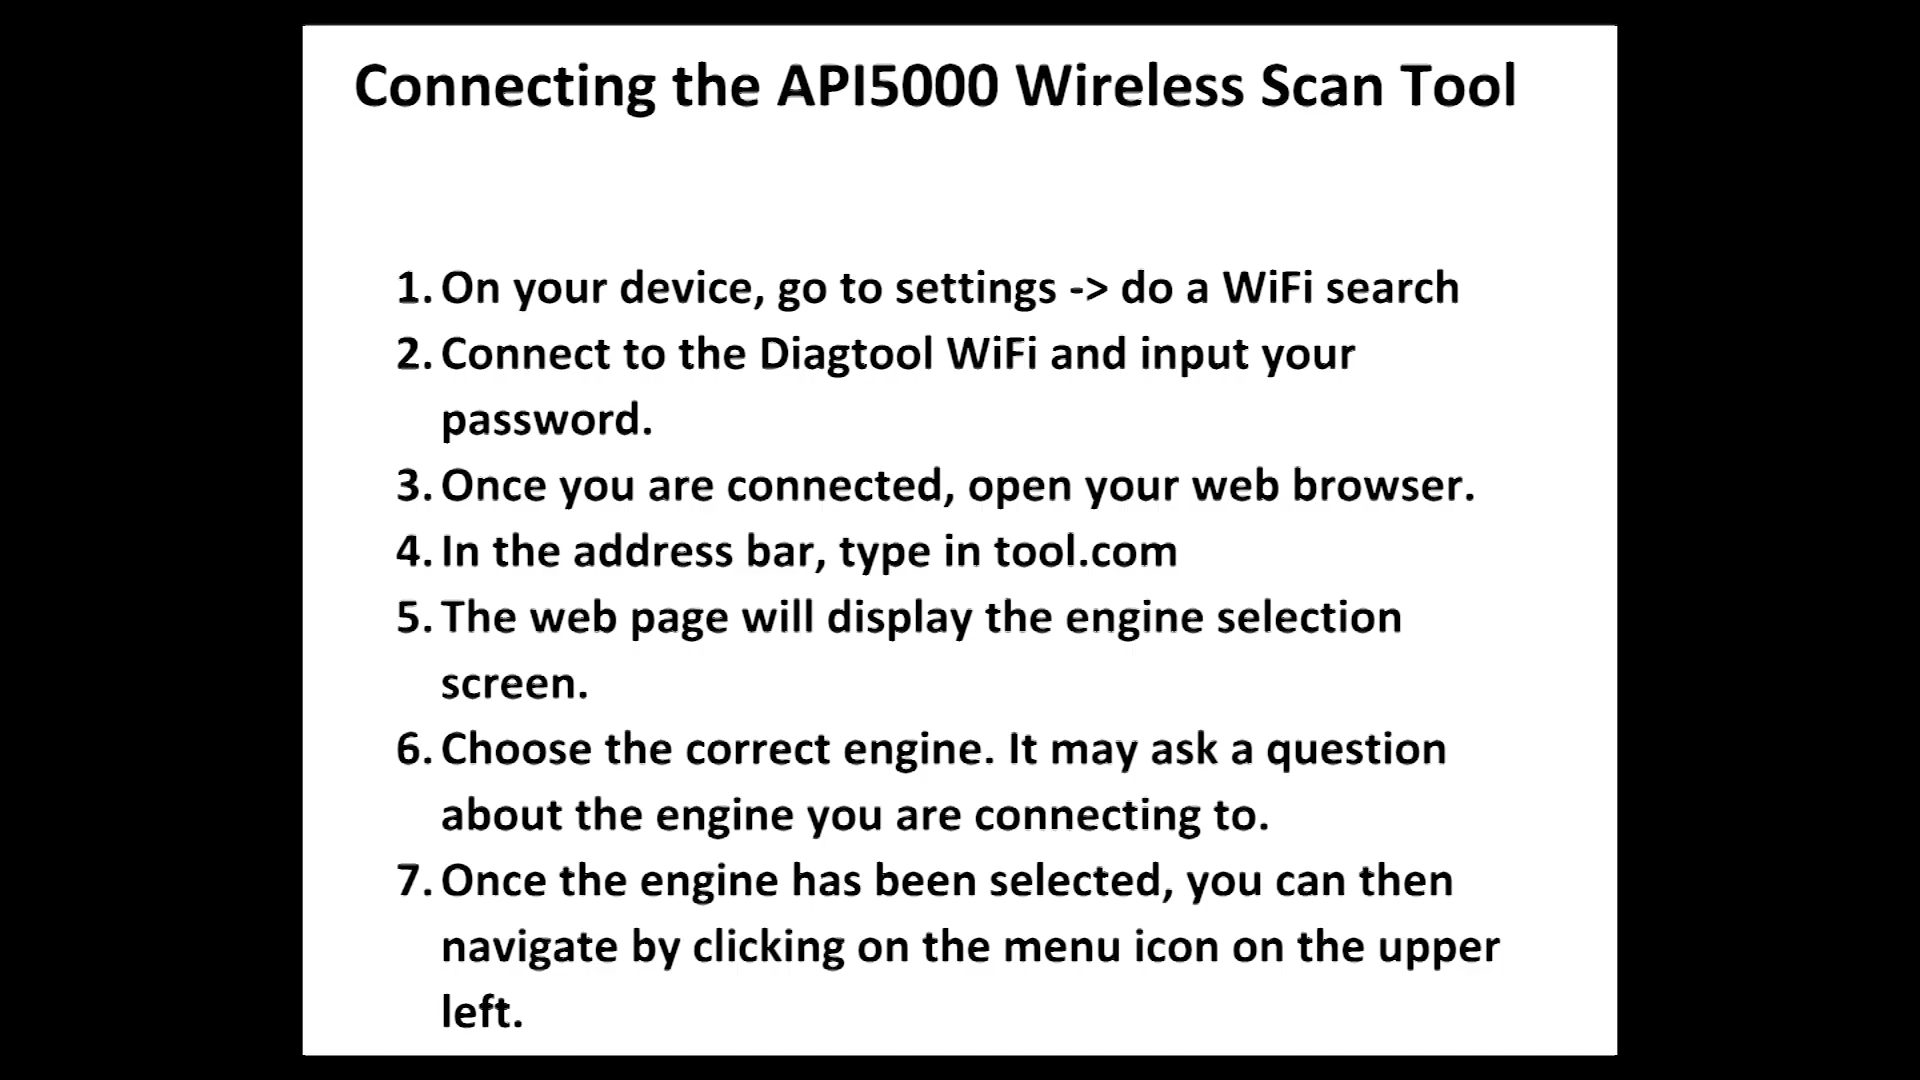 Connecting the API5000 Wireless Scan Tool
1. On your device, go to settings -> do a WiFi search
2. Connect to the Diagtool WiFi and input your
password.
3. Once you are connected, open your web browser.
4. In the address bar, type in tool.com
5. The web page will display the engine selection
screen.
6. Choose the correct engine. It may ask a question
about the engine you are connecting to.
7. Once the engine has been selected, you can then
navigate by clicking on the menu icon on the upper
left.